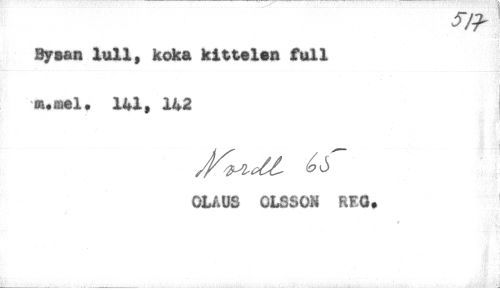 517
Bysan lull, koka kittelen full
m.mel. 141, 142
Nordl 65
OLAUS OLSSON REG.